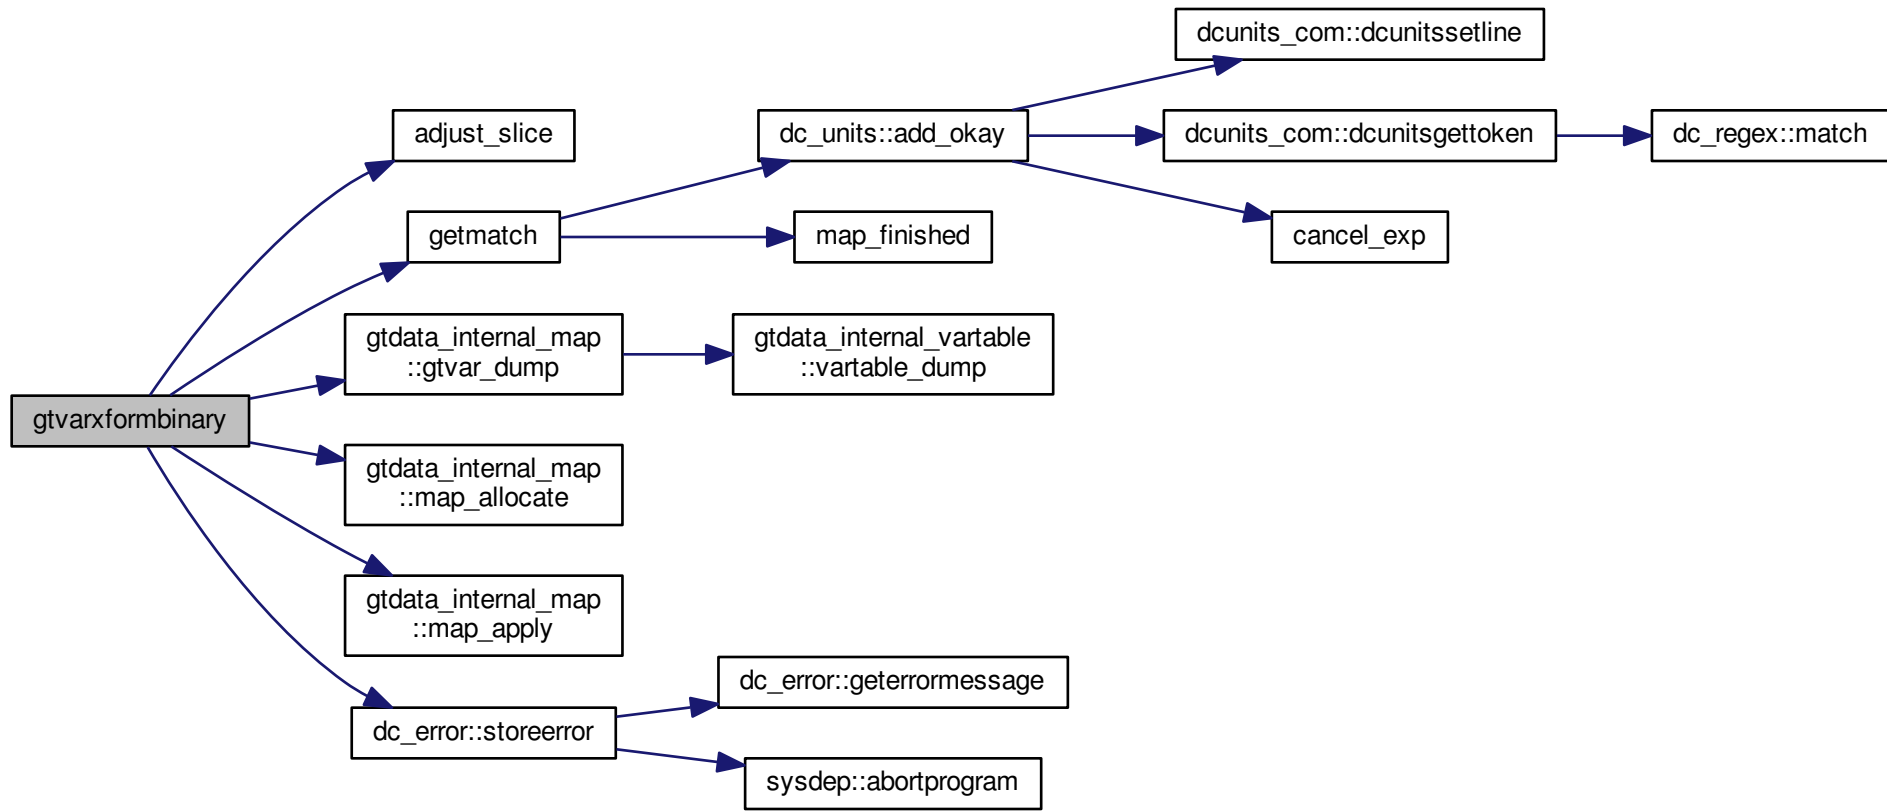 dcunits_com::dcunitssetline
adjust_slice
dc_units::add_okay
dcunits_com::dcunitsgettoken
dc_regex::match
getmatch
map_finished
cancel_exp
gtdata_internal_map
::gtvar_dump
gtdata_internal_vartable
::vartable_dump
gtvarxformbinary
gtdata_internal_map
::map_allocate
gtdata_internal_map
::map_apply
dc_error::geterrormessage
dc_error::storeerror
sysdep::abortprogram